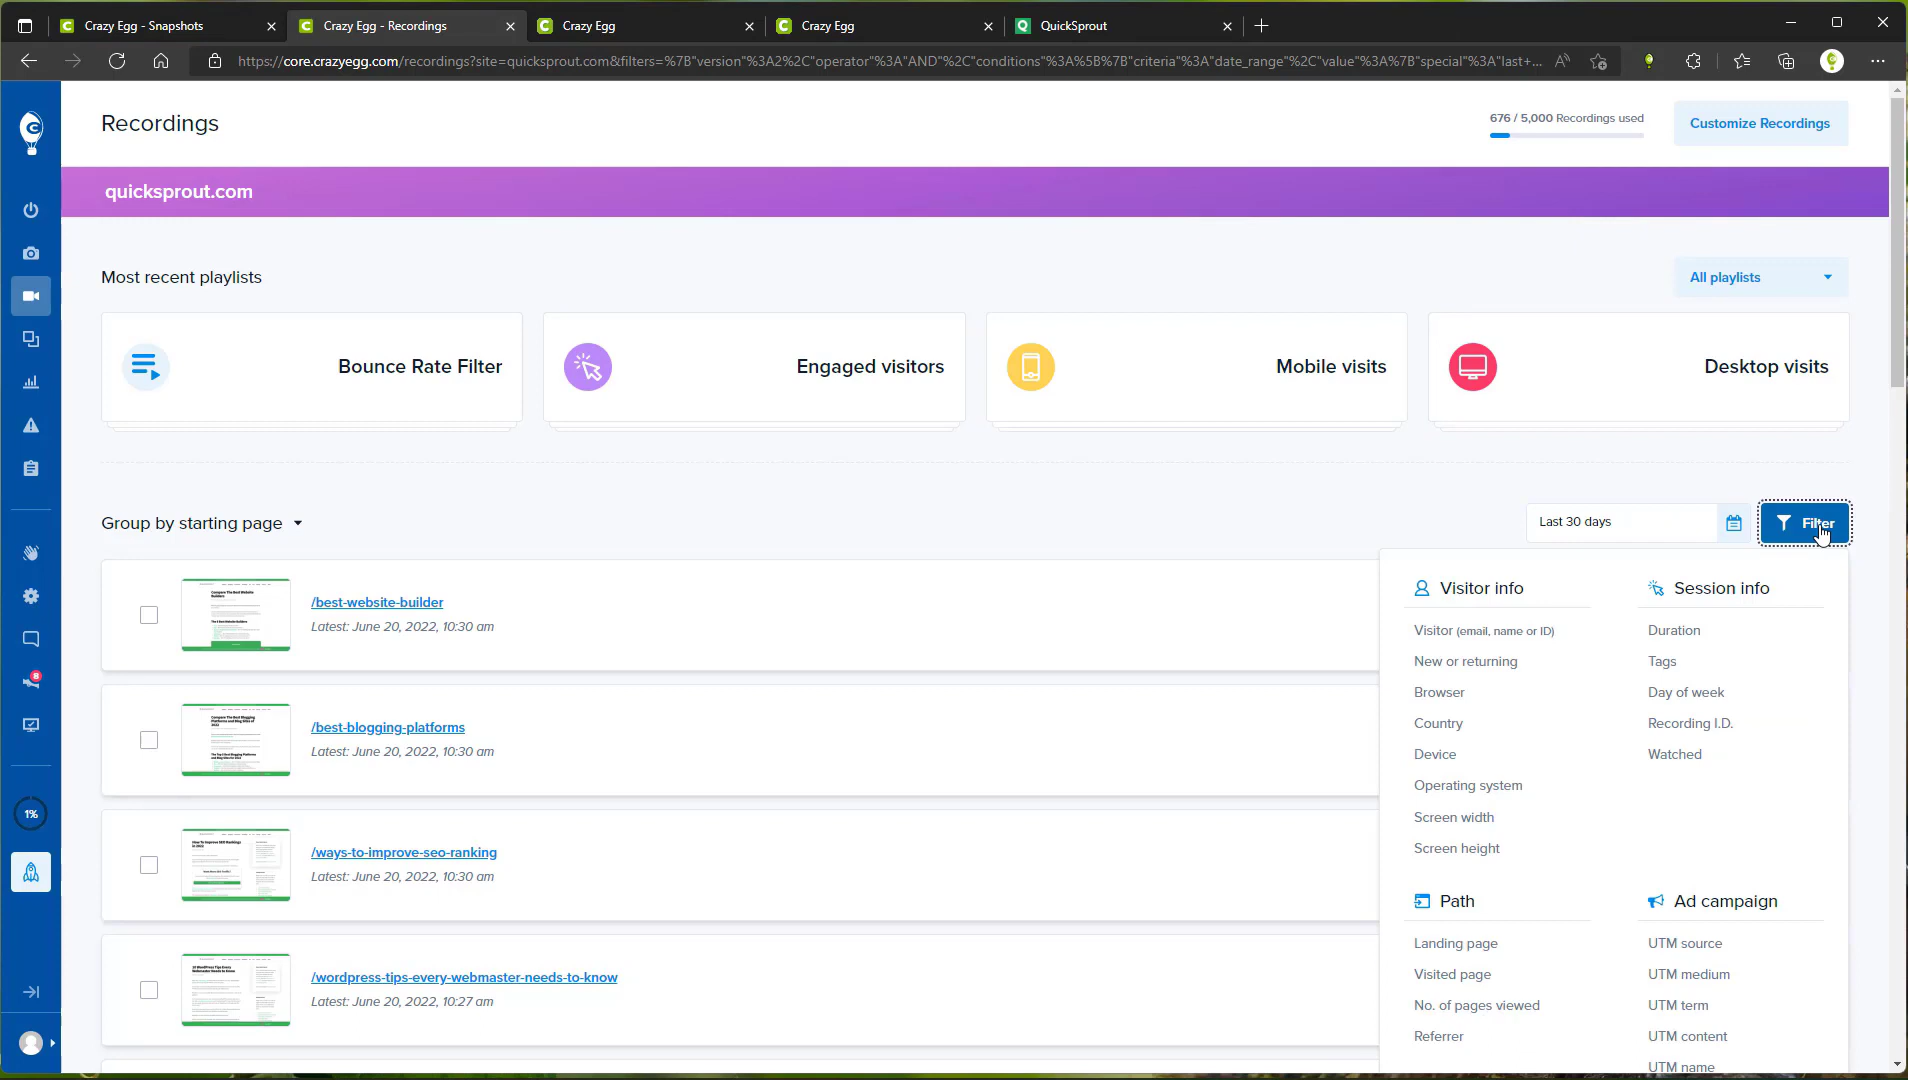 Crazy Egg - Snapshots
Crazy Egg - Recordings
Crazy Egg
Crazy Egg
QuickSprout
https://core.crazyegg.com/recordings?site=quicksprout.com&filters=%7B"version"%3A2%2C"operator"%3A"AND"%2C"conditions"%3A%5B%7B"criteria"%3A"date_range"%2C"value"%3A%7B"special"%3A"last+...
Recordings
676 / 5,000 Recordings used
Customize Recordings
quicksprout.com
Most recent playlists
All playlists
Bounce Rate Filter
Engaged visitors
Mobile visits
Desktop visits
Group by starting page
Last 30 days
Filter
/best-website-builder
Latest: June 20, 2022, 10:30 am
/best-blogging-platforms
Latest: June 20, 2022, 10:30 am
/ways-to-improve-seo-ranking
Latest: June 20, 2022, 10:30 am
/wordpress-tips-every-webmaster-needs-to-know
Latest: June 20, 2022, 10:27 am
Visitor info
Visitor (email, name or ID)
New or returning
Browser
Country
Device
Operating system
Screen width
Screen height
Session info
Duration
Tags
Day of week
Recording I.D.
Watched
Path
Landing page
Visited page
No. of pages viewed
Referrer
Ad campaign
UTM source
UTM medium
UTM term
UTM content
UTM name
8
1%